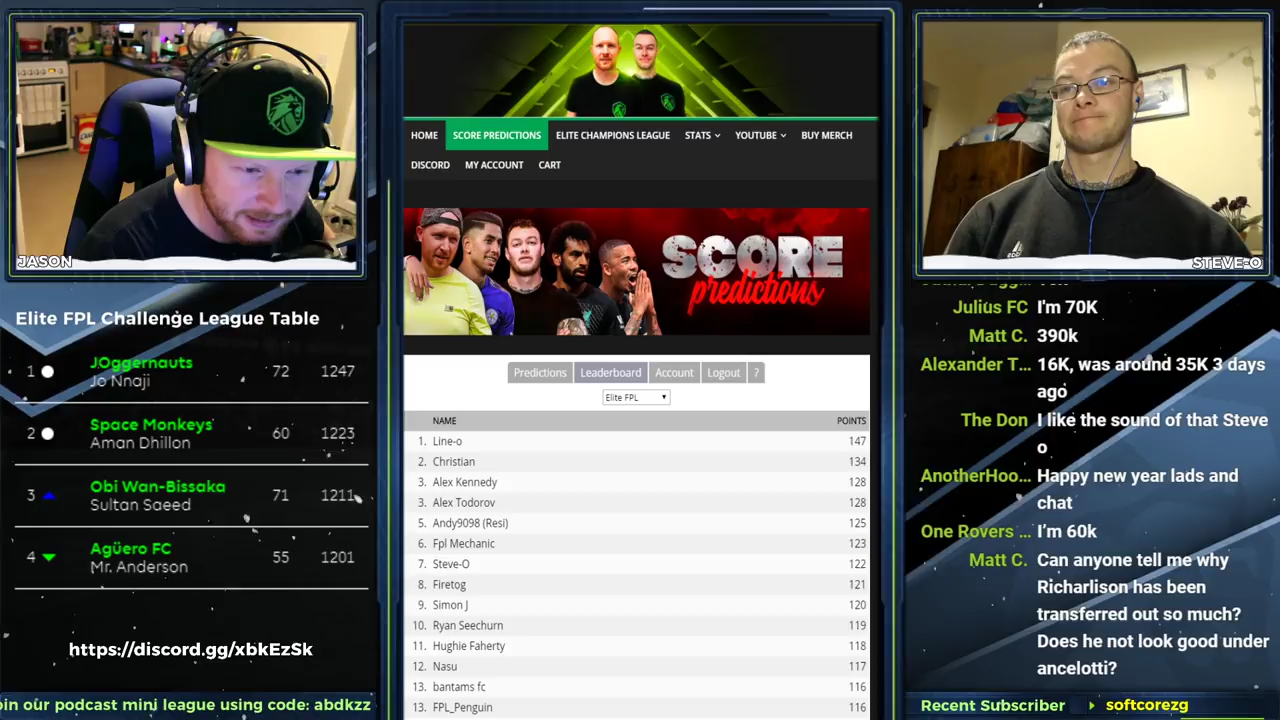 JASON
Elite FPL Challenge League Table
1 JOggernauts 72 1247
Jo Nnaji
2 Space Monkeys 60 1223
Aman Dhillon
3 Obi Wan-Bissaka 71 1211
Sultan Saeed
4 Agüero FC 55 1201
Mr. Anderson
https://discord.gg/xbkEzSk
oin our podcast mini league using code: abdkzz
HOME SCORE PREDICTIONS ELITE CHAMPIONS LEAGUE STATS YOUTUBE BUY MERCH
DISCORD MY ACCOUNT CART
SCORE
predictions
Predictions Leaderboard Account Logout ?
Elite FPL
NAME POINTS
1. Line-o 147
2. Christian 134
3. Alex Kennedy 128
3. Alex Todorov 128
5. Andy9098 (Resi) 125
6. Fpl Mechanic 123
7. Steve-O 122
8. Firetog 121
9. Simon J 120
10. Ryan Seechurn 119
11. Hughie Faherty 118
12. Nasu 117
13. bantams fc 116
13. FPL_Penguin 116
STEVE-O
Julius FC I'm 70K
Matt C. 390k
Alexander T... 16K, was around 35K 3 days
ago
The Don I like the sound of that Steve
o
AnotherHoo... Happy new year lads and
chat
One Rovers ... I'm 60k
Matt C. Can anyone tell me why
Richarlison has been
transferred out so much?
Does he not look good under
ancelotti?
Recent Subscriber softcorezg